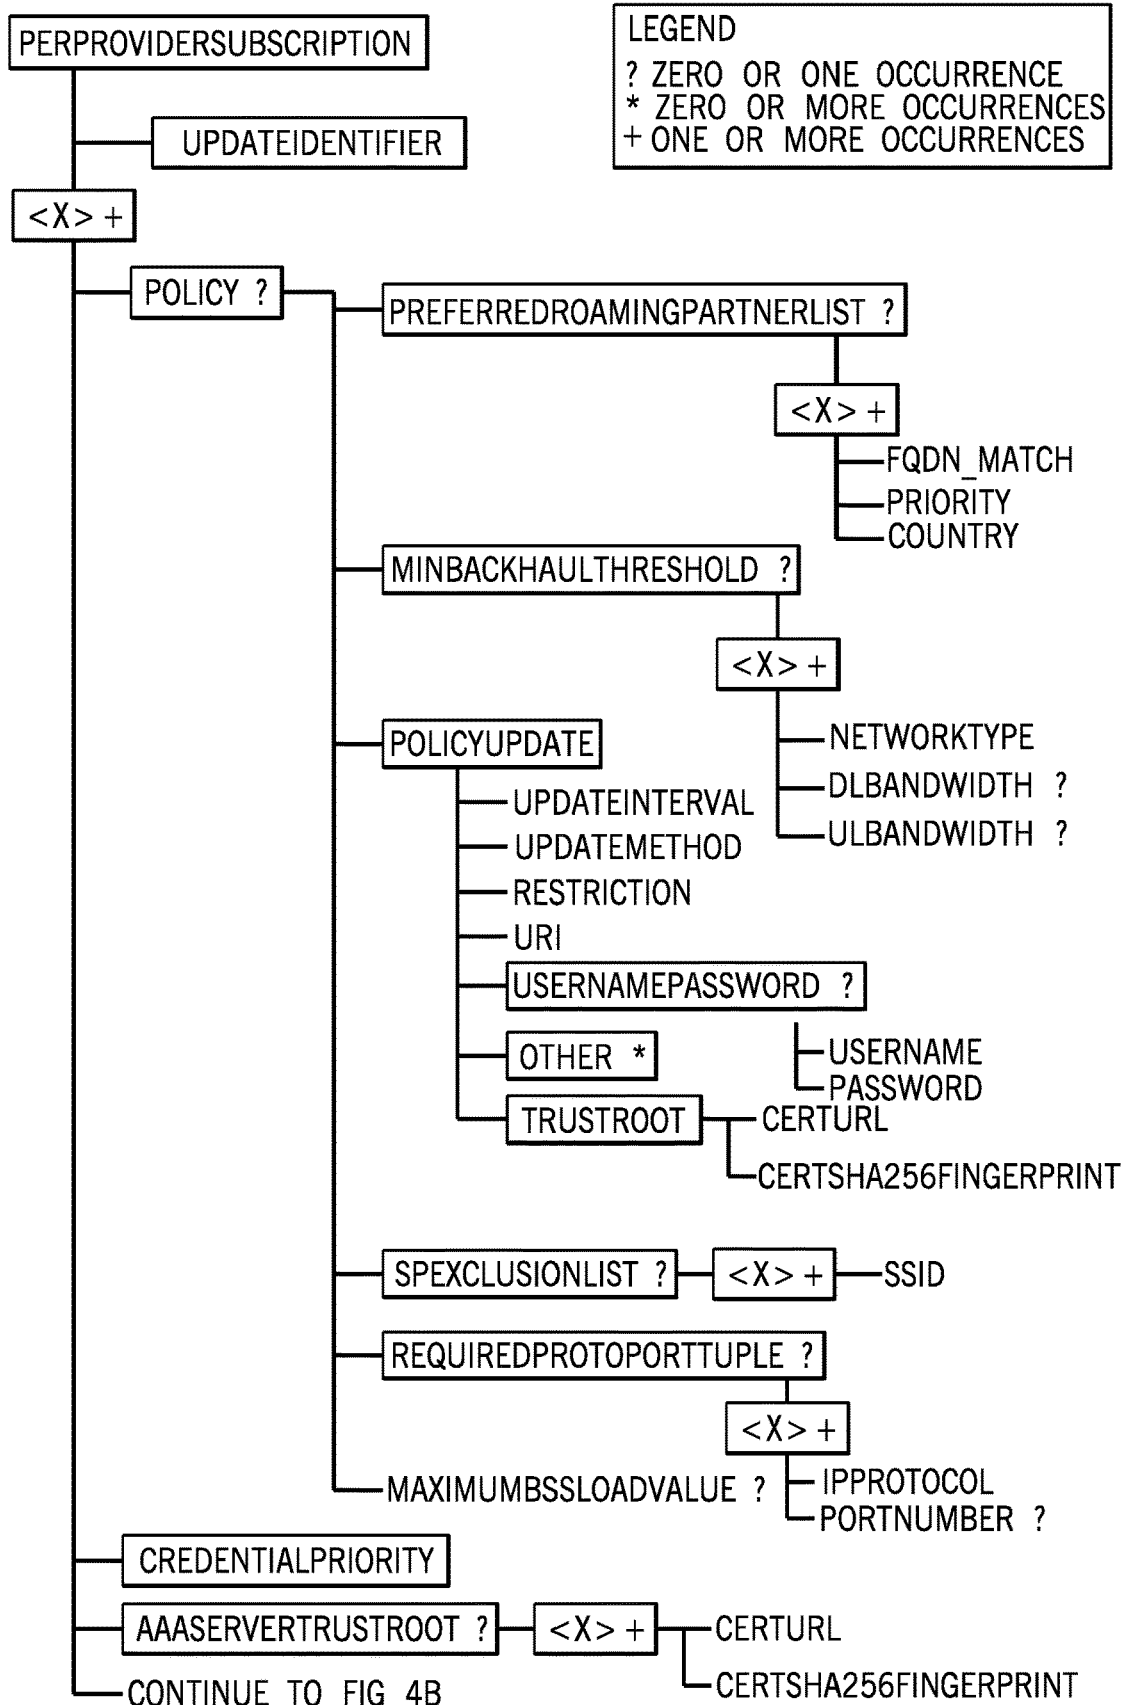 PERPROVIDERSUBSCRIPTION
LEGEND
? ZERO OR ONE OCCURRENCE
* ZERO OR MORE OCCURRENCES
+ ONE OR MORE OCCURRENCES
UPDATEIDENTIFIER
<X> +
POLICY ?
PREFERREDROAMINGPARTNERLIST ?
<X> +
FQDN_MATCH
PRIORITY
COUNTRY
MINBACKHAULTHRESHOLD ?
<X> +
NETWORKTYPE
DLBANDWIDTH ?
ULBANDWIDTH ?
POLICYUPDATE
UPDATEINTERVAL
UPDATEMETHOD
RESTRICTION
URI
USERNAMEPASSWORD ?
USERNAME
PASSWORD
OTHER *
TRUSTROOT
CERTURL
CERTSHA256FINGERPRINT
SPEXCLUSIONLIST ?
<X> +
SSID
REQUIREDPROTOPORTTUPLE ?
<X> +
IPPROTOCOL
PORTNUMBER ?
MAXIMUMBSSLOADVALUE ?
CREDENTIALPRIORITY
AAASERVERTRUSTROOT ?
<X> +
CERTURL
CERTSHA256FINGERPRINT
CONTINUE TO FIG 4B